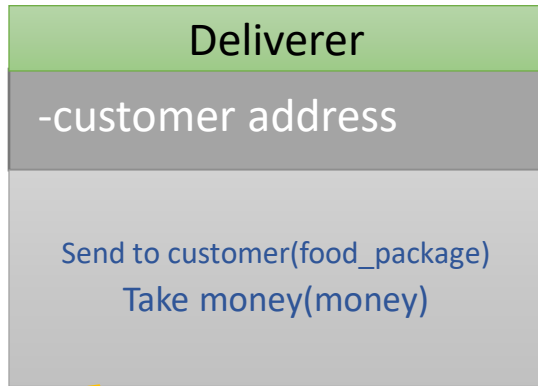 Deliverer
-customer address
Send to customer(food_package)
Take money(money)